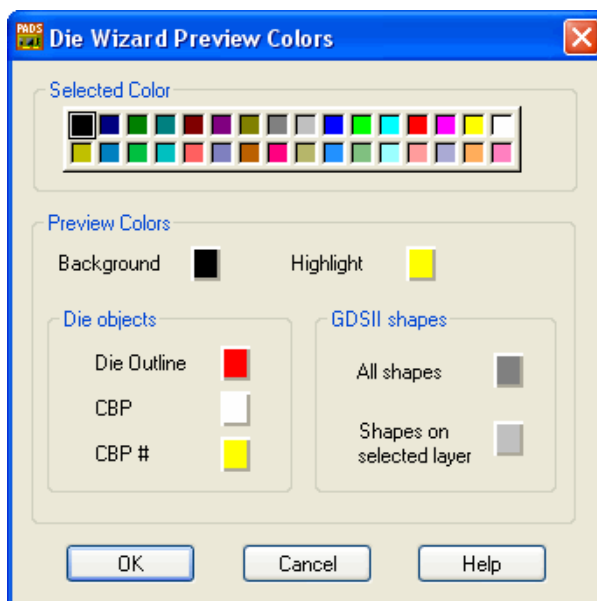 PADS
Die Wizard Preview Colors
Selected Color
Preview Colors
Background
Highlight
Die objects
Die Outline
CBP
CBP #
GDSII shapes
All shapes
Shapes on
selected layer
OK
Cancel
Help